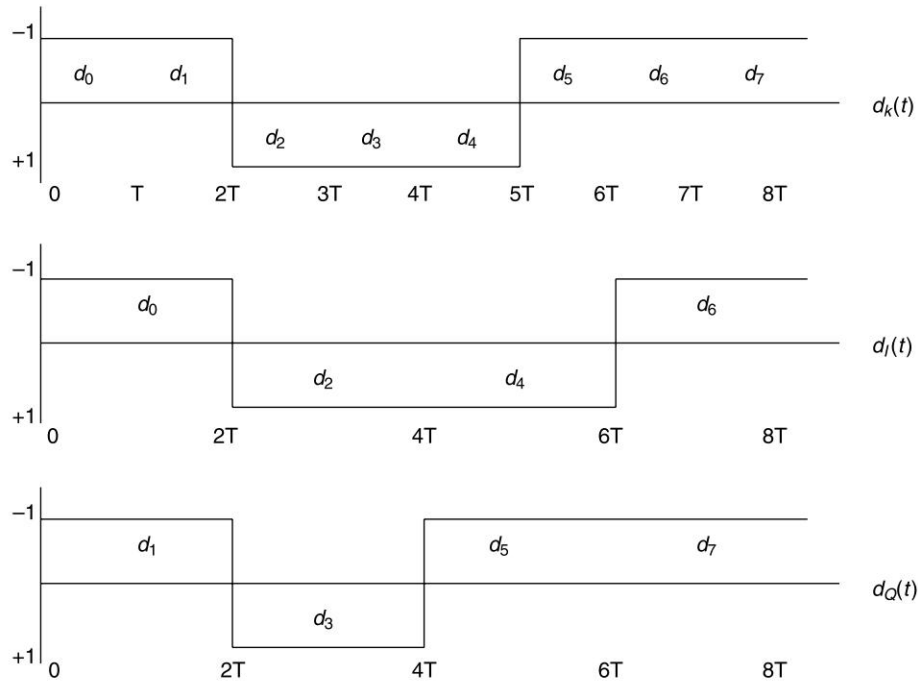 −1
d0 d1 d5 d6 d7
dk(t)
d2 d3 d4
+1
0 T 2T 3T 4T 5T 6T 7T 8T
−1
d0 d6
dI(t)
d2 d4
+1
0 2T 4T 6T 8T
−1
d1 d5 d7
dQ(t)
d3
+1
0 2T 4T 6T 8T